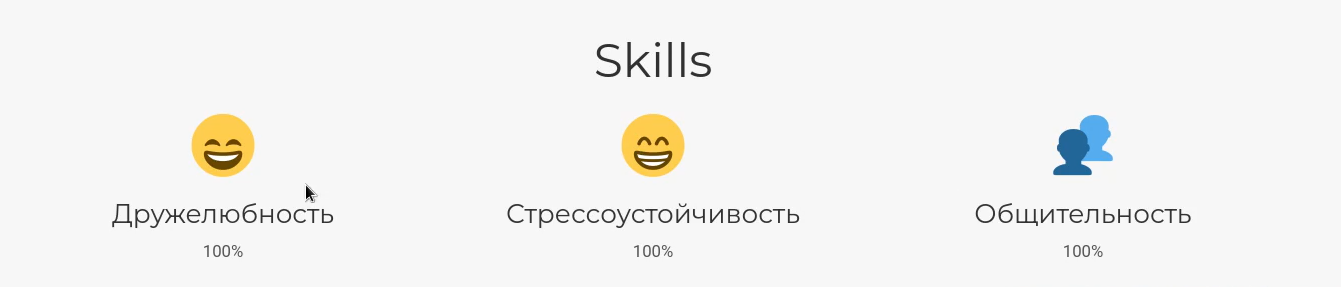 Skills
Дружелюбность
Стрессоустойчивость
Общительность
100%
100%
100%